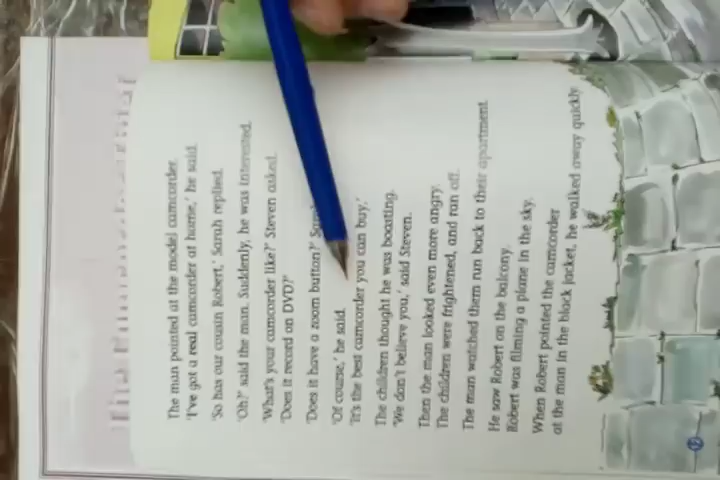 The man pointed at the model camcorder.
'I've got a real camcorder at home,' he said.
'So has our cousin Robert,' Sarah replied.
'Oh?' said the man. Suddenly, he was interested.
'What's your camcorder like?' Steven asked.
'Does it record on DVD?'
'Does it have a zoom button?'
'Of course,' he said.
'It's the best camcorder you can buy.'
The children thought he was boasting.
'We don't believe you,' said Steven.
Then the man looked even more angry.
The children were frightened, and ran off.
The man watched them run back to their apartment.
He saw Robert on the balcony.
Robert was filming a plane in the sky.
When Robert pointed the camcorder
at the man in the black jacket, he walked away quickly.
12